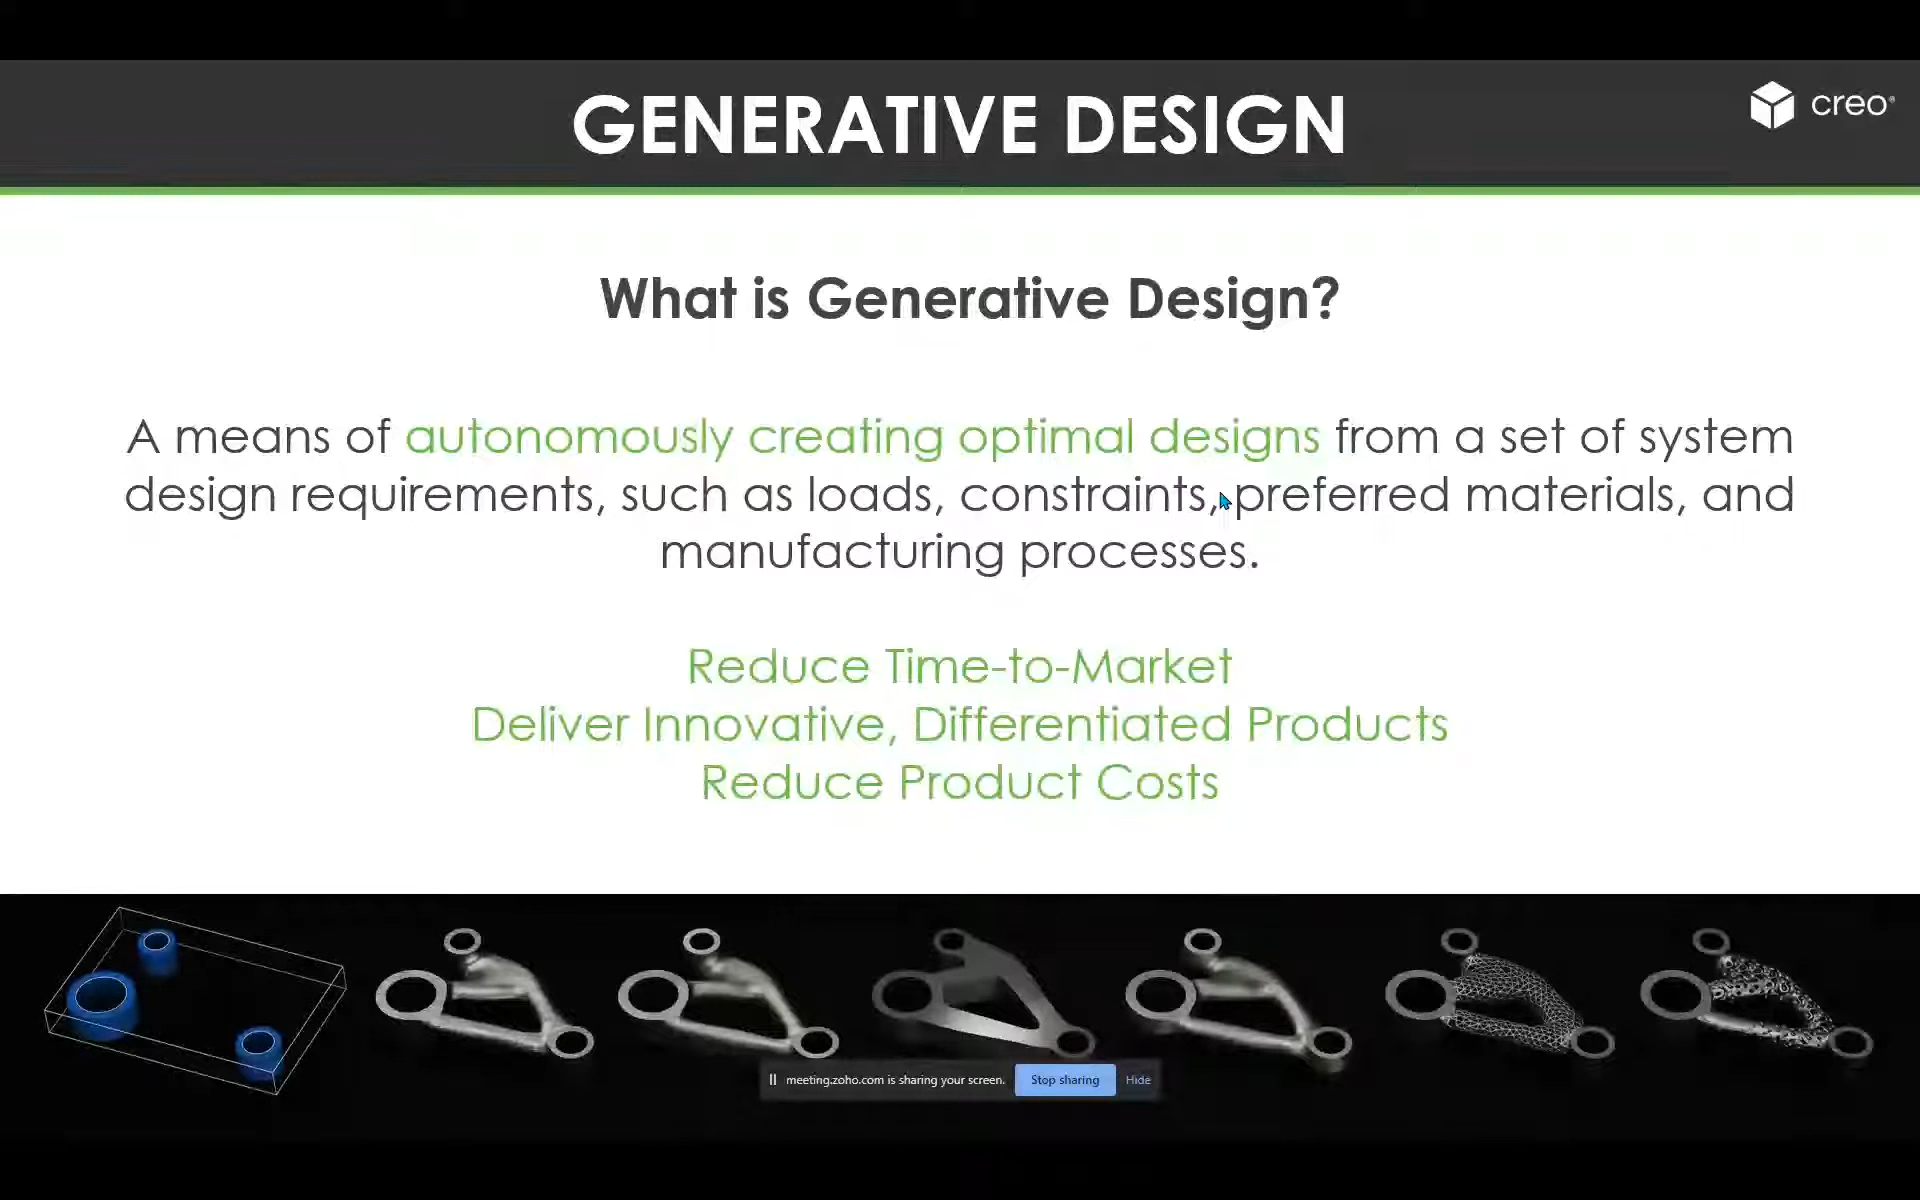 GENERATIVE DESIGN
creo®
What is Generative Design?
A means of autonomously creating optimal designs from a set of system
design requirements, such as loads, constraints, preferred materials, and
manufacturing processes.
Reduce Time-to-Market
Deliver Innovative, Differentiated Products
Reduce Product Costs
meeting.zoho.com is sharing your screen. Stop sharing Hide